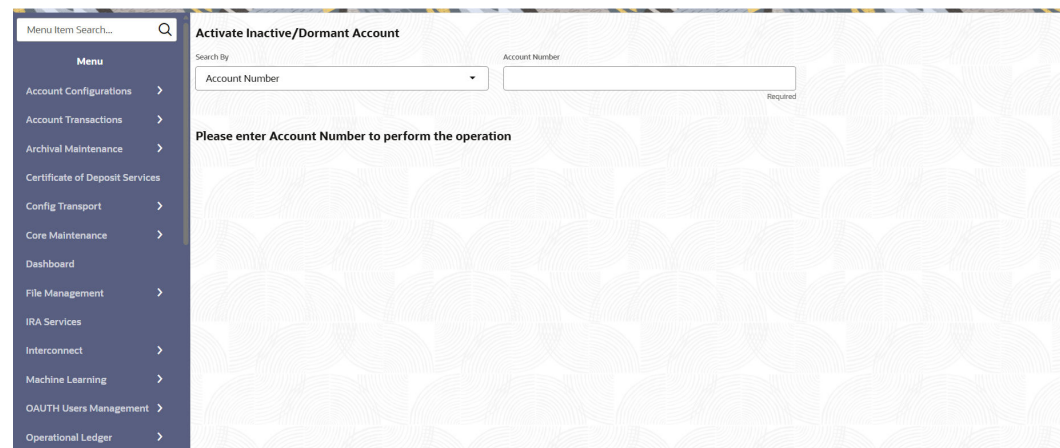 Menu Item Search...
Menu
Account Configurations
Account Transactions
Archival Maintenance
Certificate of Deposit Services
Config Transport
Core Maintenance
Dashboard
File Management
IRA Services
Interconnect
Machine Learning
OAUTH Users Management
Operational Ledger
Activate Inactive/Dormant Account
Search By
Account Number
Account Number
Required
Please enter Account Number to perform the operation